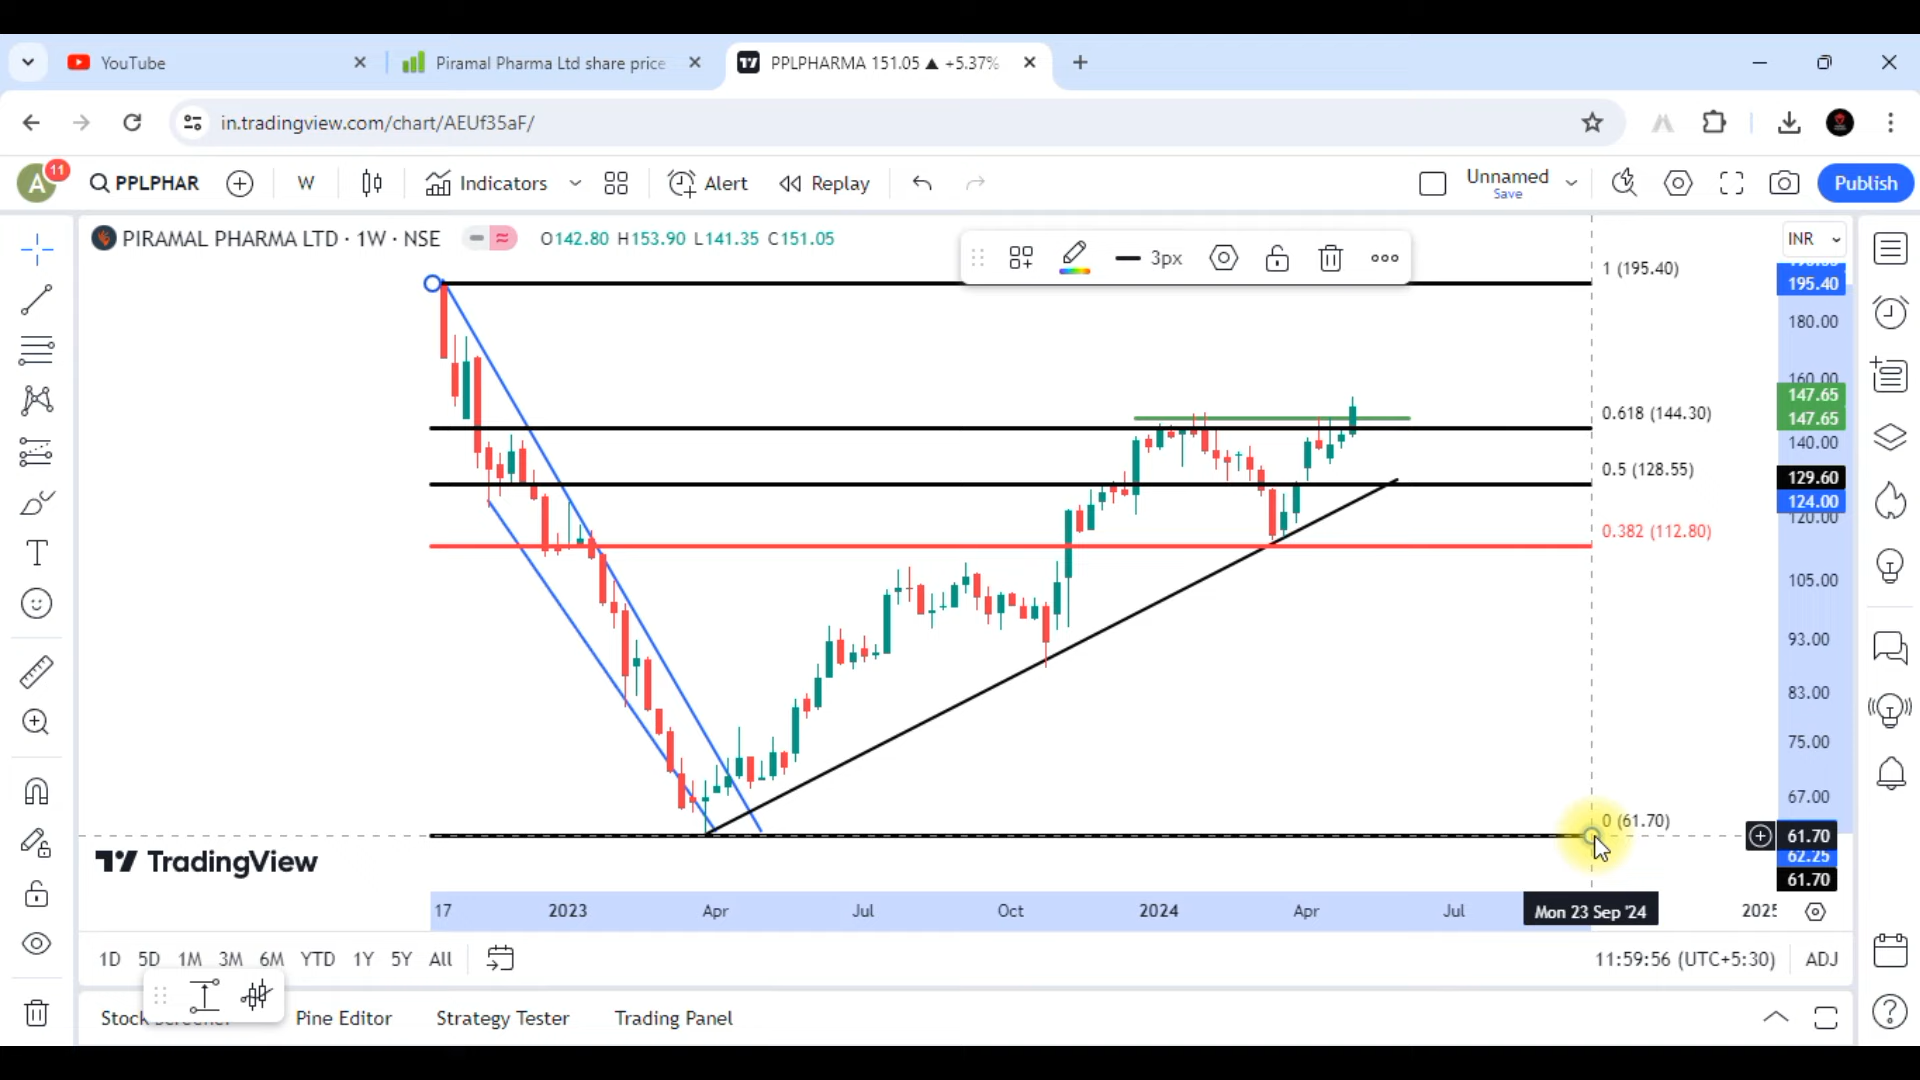 YouTube
Piramal Pharma Ltd share price
PPLPHARMA 151.05 ▲ +5.37%
in.tradingview.com/chart/AEUf35aF/
A
11
PPLPHAR
W
Indicators
Alert
Replay
Unnamed
Save
Publish
PIRAMAL PHARMA LTD · 1W · NSE
O142.80 H153.90 L141.35 C151.05
3px
INR
1 (195.40)
195.40
180.00
160.00
147.65
0.618 (144.30)
147.65
140.00
0.5 (128.55)
129.60
124.00
120.00
0.382 (112.80)
105.00
93.00
83.00
75.00
67.00
0 (61.70)
61.70
62.25
61.70
TradingView
17
2023
Apr
Jul
Oct
2024
Apr
Jul
Mon 23 Sep '24
2025
1D 5D 1M 3M 6M YTD 1Y 5Y All
11:59:56 (UTC+5:30)
ADJ
Stock
Pine Editor
Strategy Tester
Trading Panel